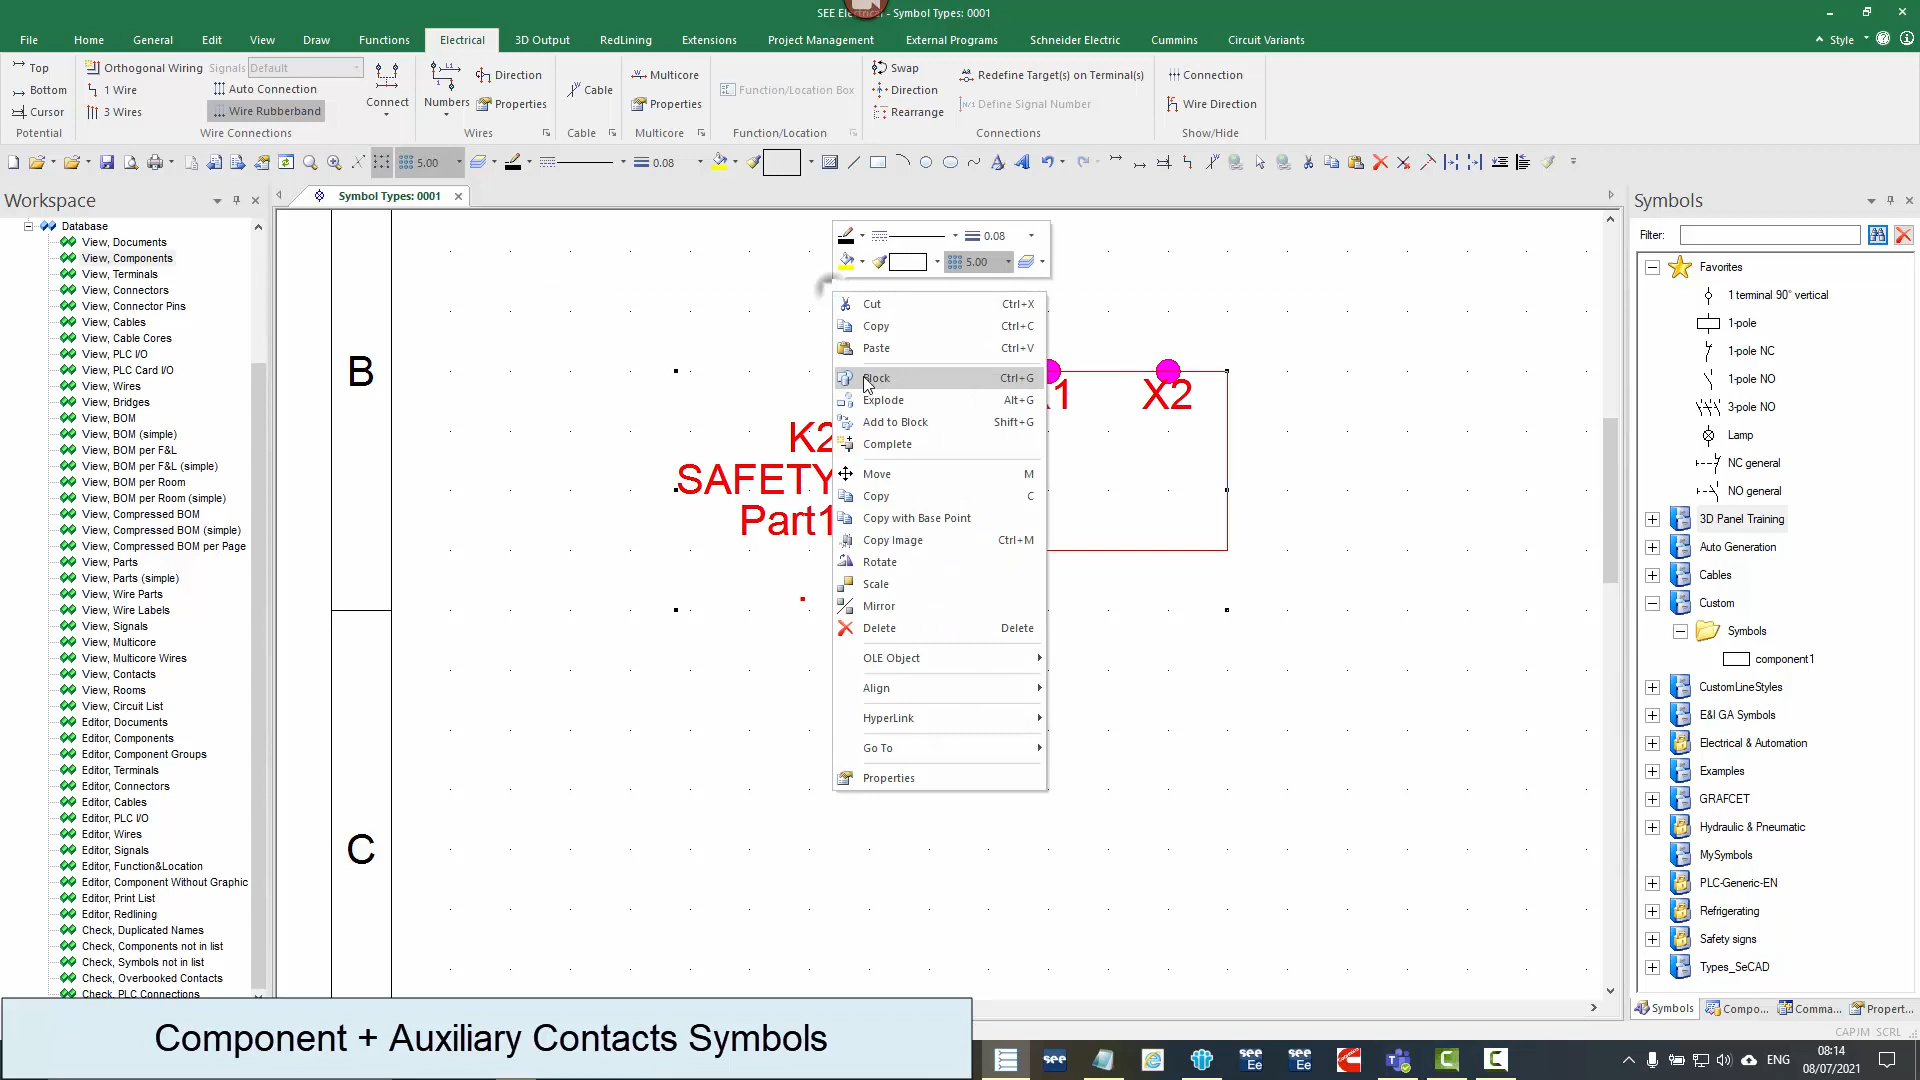 SEE Electrical - Symbol Types: 0001
File Home General Edit View Draw Functions Electrical 3D Output RedLining Extensions Project Management External Programs Schneider Electric Cummins Circuit Variants Style
Top Orthogonal Wiring Signals Default
Bottom 1 Wire Auto Connection
Cursor 3 Wires Wire Rubberband
Connect Numbers Direction Properties Cable Multicore Properties Function/Location Box
Swap Direction Rearrange
Redefine Target(s) on Terminal(s)
Define Signal Number
Connection
Wire Direction
Potential Wire Connections Wires Cable Multicore Function/Location Connections Show/Hide
5.00 0.08
Workspace
Database
View, Documents
View, Components
View, Terminals
View, Connectors
View, Connector Pins
View, Cables
View, Cable Cores
View, PLC I/O
View, PLC Card I/O
View, Wires
View, Bridges
View, BOM
View, BOM (simple)
View, BOM per F&L
View, BOM per F&L (simple)
View, BOM per Room
View, BOM per Room (simple)
View, Compressed BOM
View, Compressed BOM (simple)
View, Compressed BOM per Page
View, Parts
View, Parts (simple)
View, Wire Parts
View, Wire Labels
View, Signals
View, Multicore
View, Multicore Wires
View, Contacts
View, Rooms
View, Circuit List
Editor, Documents
Editor, Components
Editor, Component Groups
Editor, Terminals
Editor, Connectors
Editor, Cables
Editor, PLC I/O
Editor, Wires
Editor, Signals
Editor, Function&Location
Editor, Component Without Graphic
Editor, Print List
Editor, Redlining
Check, Duplicated Names
Check, Components not in list
Check, Symbols not in list
Check, Overbooked Contacts
Check, PLC Connections
Symbol Types: 0001
B
C
K2
SAFETY
Part1
X2
0.08
5.00
Cut Ctrl+X
Copy Ctrl+C
Paste Ctrl+V
Block Ctrl+G
Explode Alt+G
Add to Block Shift+G
Complete
Move M
Copy C
Copy with Base Point
Copy Image Ctrl+M
Rotate
Scale
Mirror
Delete Delete
OLE Object
Align
HyperLink
Go To
Properties
Symbols
Filter:
Favorites
1 terminal 90° vertical
1-pole
1-pole NC
1-pole NO
3-pole NO
Lamp
NC general
NO general
3D Panel Training
Auto Generation
Cables
Custom
Symbols
component1
CustomLineStyles
E&I GA Symbols
Electrical & Automation
Examples
GRAFCET
Hydraulic & Pneumatic
MySymbols
PLC-Generic-EN
Refrigerating
Safety signs
Types_SeCAD
Symbols Compo... Comma... Propert...
CAPJM SCRL
Component + Auxiliary Contacts Symbols
see see Ee see Ee
ENG
08:14
08/07/2021